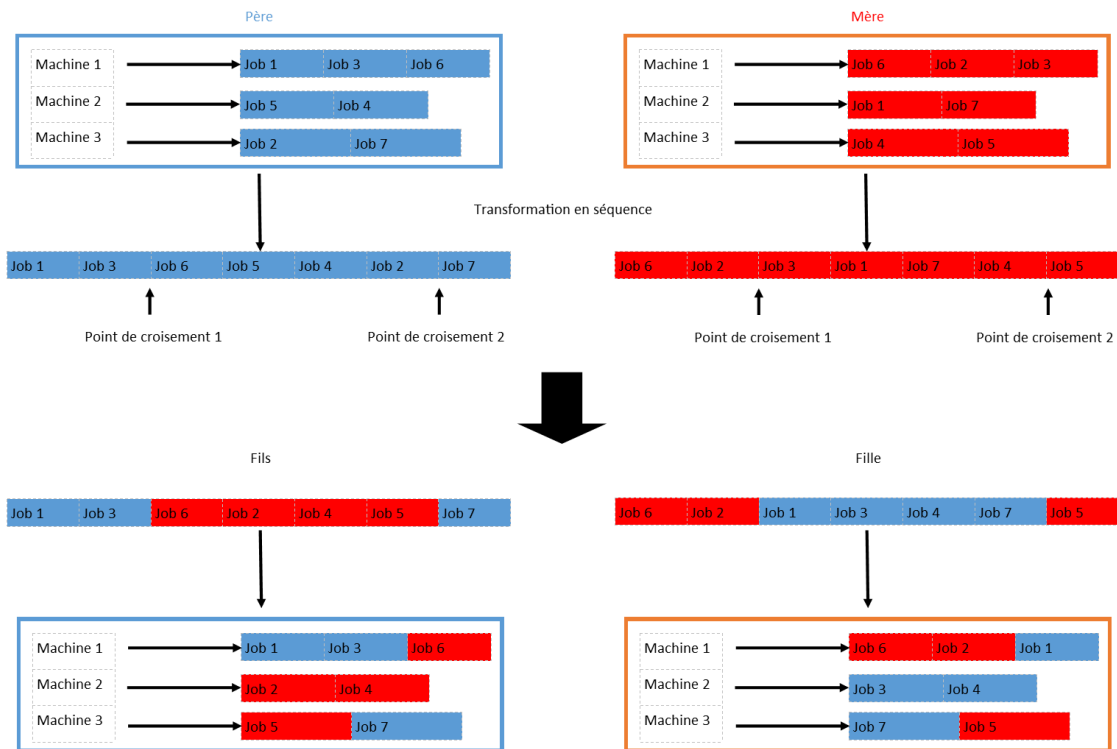 Père
Mère
Machine 1 Job 1 Job 3 Job 6
Machine 2 Job 5 Job 4
Machine 3 Job 2 Job 7
Machine 1 Job 6 Job 2 Job 3
Machine 2 Job 1 Job 7
Machine 3 Job 4 Job 5
Transformation en séquence
Job 1 Job 3 Job 6 Job 5 Job 4 Job 2 Job 7
Job 6 Job 2 Job 3 Job 1 Job 7 Job 4 Job 5
Point de croisement 1 Point de croisement 2
Point de croisement 1 Point de croisement 2
Fils
Fille
Job 1 Job 3 Job 6 Job 2 Job 4 Job 5 Job 7
Job 6 Job 2 Job 1 Job 3 Job 4 Job 7 Job 5
Machine 1 Job 1 Job 3 Job 6
Machine 2 Job 2 Job 4
Machine 3 Job 5 Job 7
Machine 1 Job 6 Job 2 Job 1
Machine 2 Job 3 Job 4
Machine 3 Job 7 Job 5